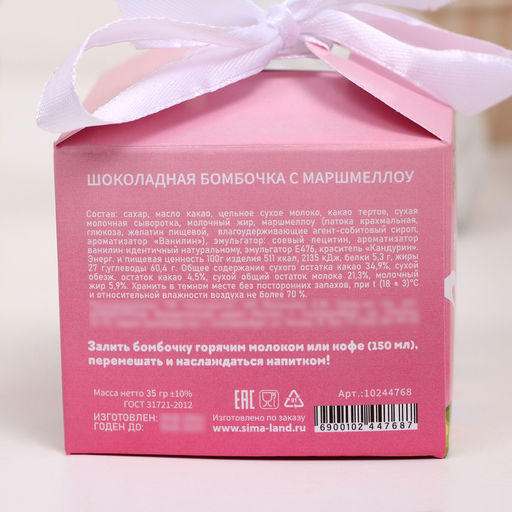 ШОКОЛАДНАЯ БОМБОЧКА С МАРШМЕЛЛОУ
Состав: сахар, масло какао, цельное сухое молоко, какао тертое, сухая
молочная сыворотка, молочный жир, маршмеллоу (патока крахмальная,
глюкоза, желатин пищевой, влагоудерживающие агент-собитовый сироп,
ароматизатор «Ванилин»), эмульгатор: соевый лецитин, ароматизатор
ванилин идентичный натуральному, эмульгатор Е476, краситель «Кандурин».
Энерг. и пищевая ценность 100г изделия 511 ккал, 2135 кДж, белки 5,3 г, жиры
27 г,углеводы 60,4 г. Общее содержание сухого остатка какао 34,9%, сухой
обезж. остаток какао 4,5%, сухой общий остаток молока 21,3%, молочный
жир 5,9%. Хранить в темном месте без посторонних запахов, при t (18 ± 3)°C
и относительной влажности воздуха не более 70 %.
Залить бомбочку горячим молоком или кофе (150 мл),
перемешать и наслаждаться напитком!
Масса нетто 35 гр ±10%
ГОСТ 31721-2012
ИЗГОТОВЛЕН:
ГОДЕН ДО:
EAC
Изготовлено по заказу
www.sima-land.ru
Арт.:10244768
6900102 447687